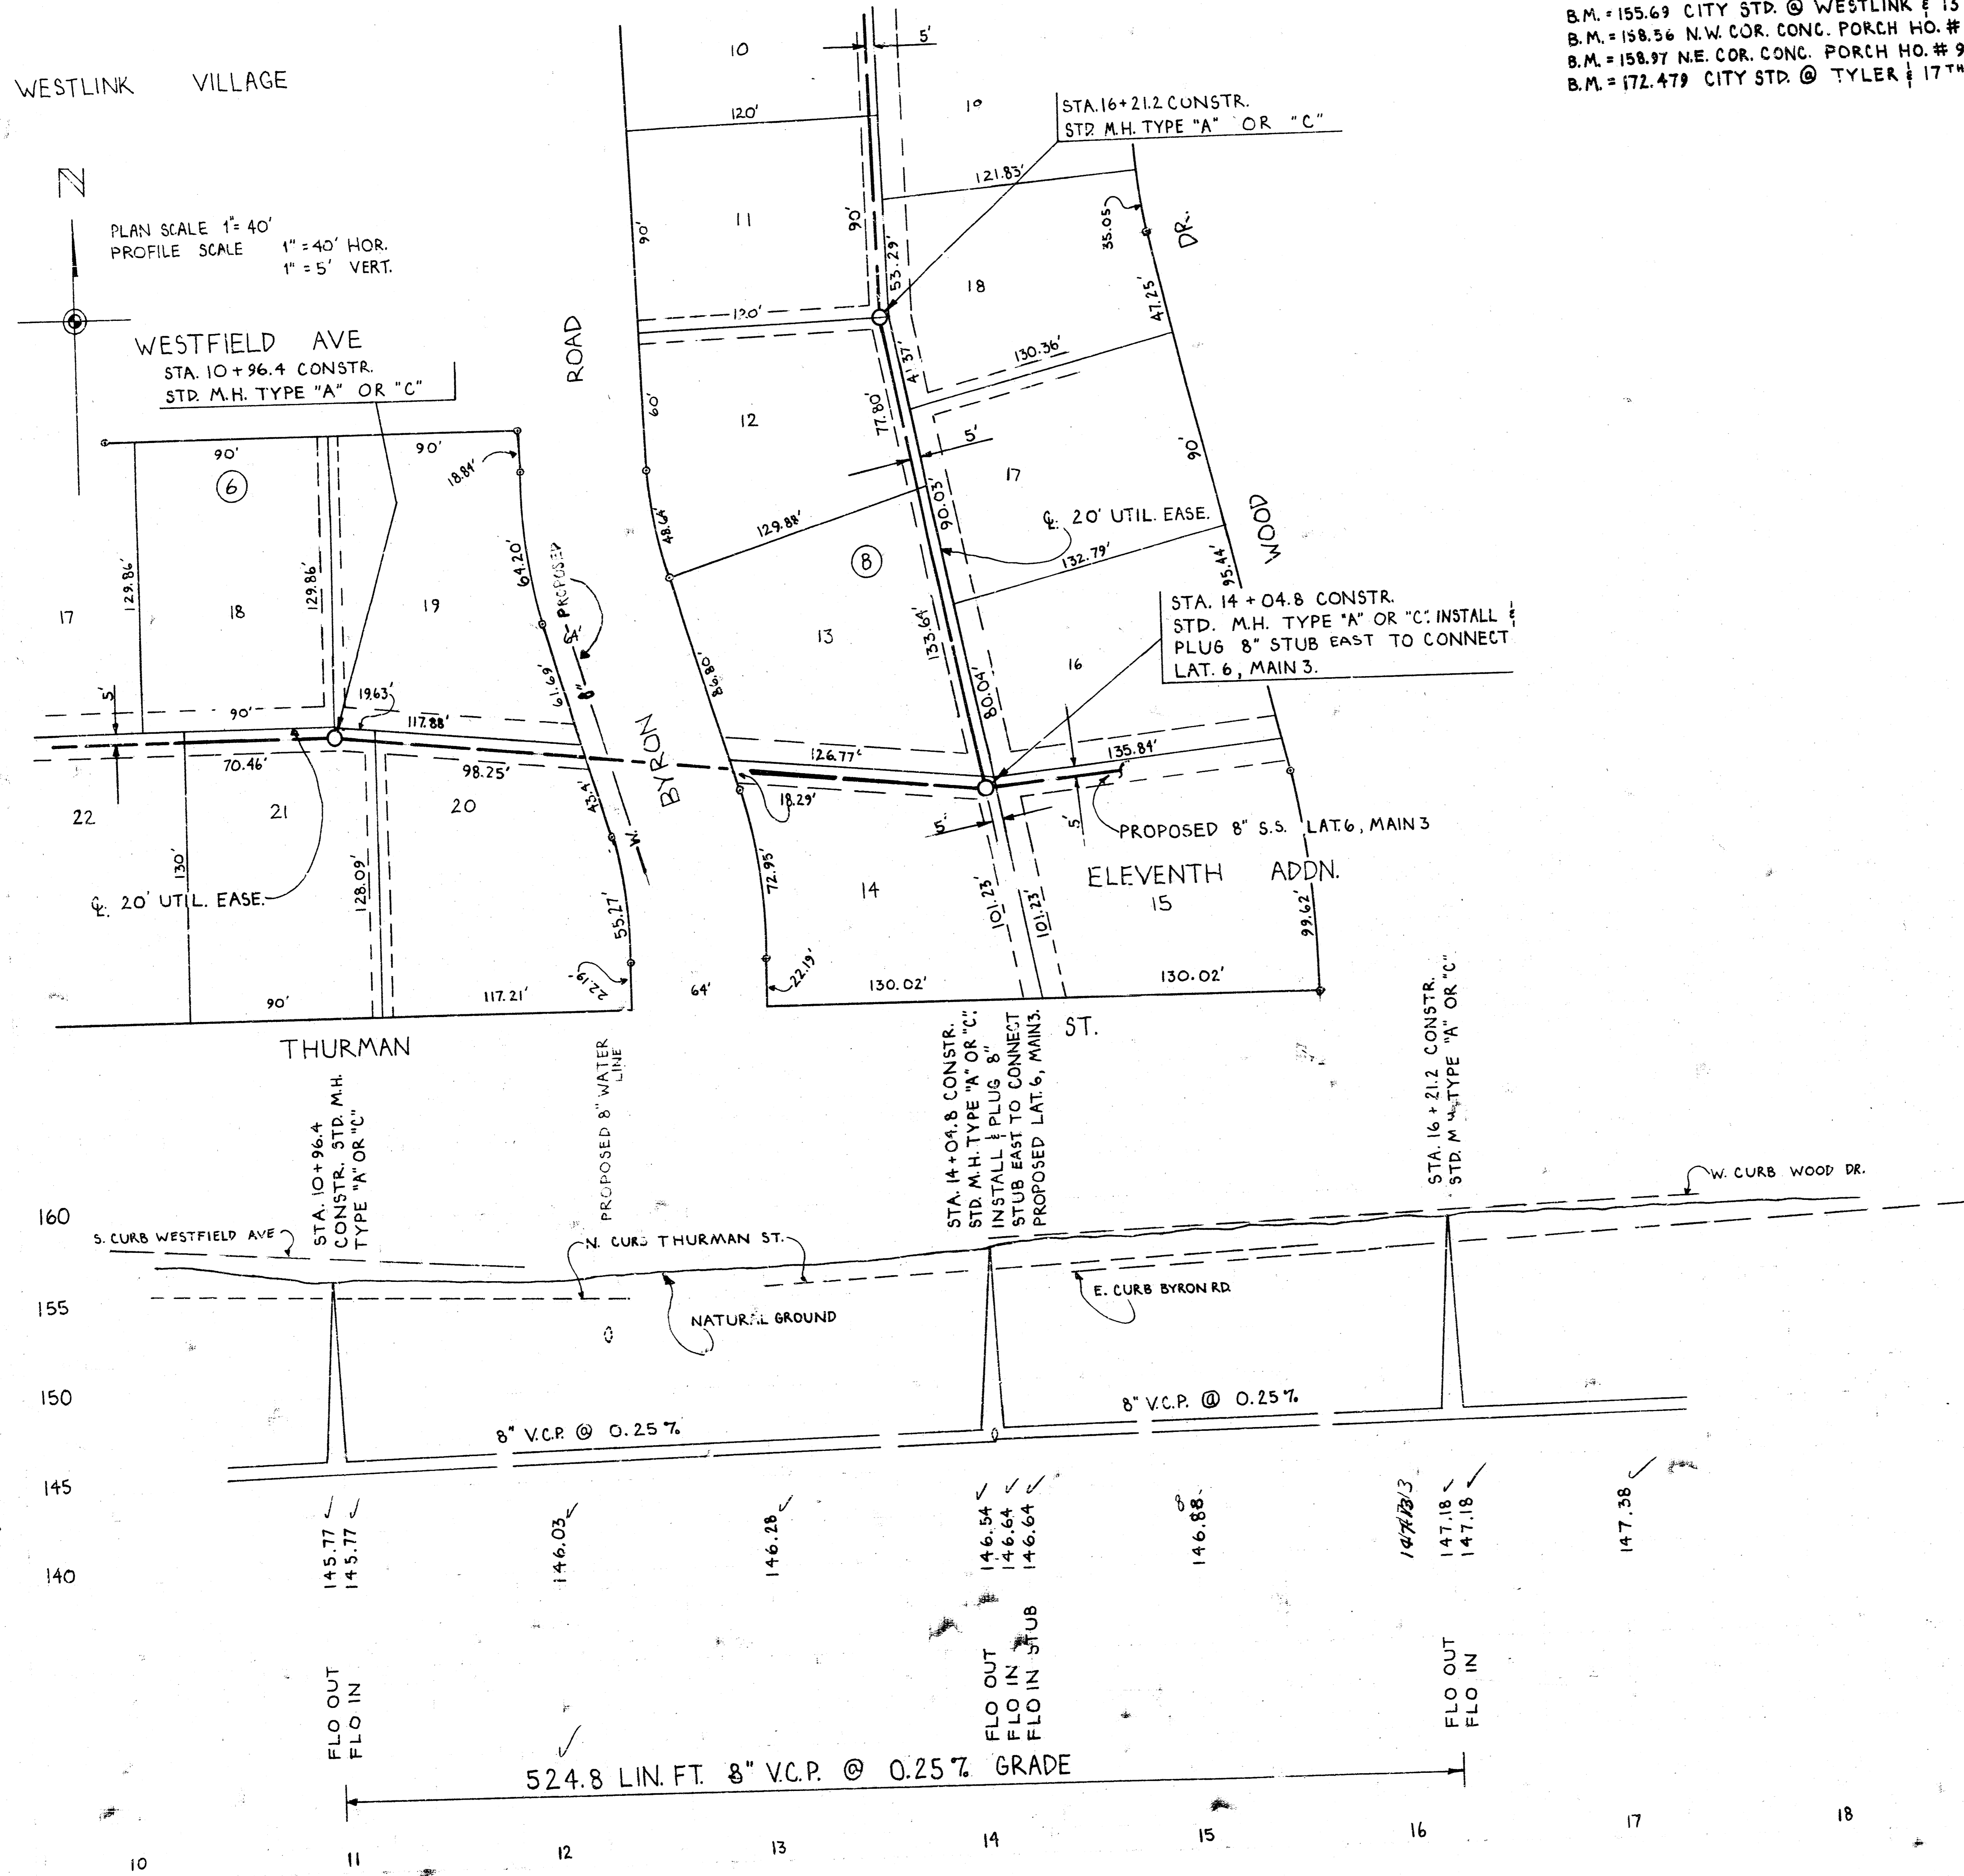 B.M. = 155.69 CITY STD. @ WESTLINK & 13
B.M. = 158.56 N.W. COR. CONC. PORCH HO. #
B.M. = 158.97 N.E. COR. CONC. PORCH HO. # 9
B.M. = 172.479 CITY STD. @ TYLER & 17TH
WESTLINK VILLAGE
N
PLAN SCALE 1" = 40'
PROFILE SCALE 1" = 40' HOR.
1" = 5' VERT.
10
5'
120'
10
STA. 16+21.2 CONSTR.
STD. M.H. TYPE "A" OR "C"
121.83'
11
90'
90'
53.29'
35.05
DR.
18
47.25'
120'
ROAD
WESTFIELD AVE
STA. 10+96.4 CONSTR.
STD. M.H. TYPE "A" OR "C"
130.36'
41.37'
77.80'
60'
12
5'
90'
90'
90'
18.84'
6
17
90.03'
48.64'
129.88'
℄ 20' UTIL. EASE.
WOOD
8
132.79'
95.44'
64.20'
PROPOSED
129.86'
129.86'
17
18
19
64'
13
133.64'
16
STA. 14+04.8 CONSTR.
STD. M.H. TYPE "A" OR "C". INSTALL &
PLUG 8" STUB EAST TO CONNECT
LAT. 6, MAIN 3.
61.69'
8"
86.80'
80.04'
5'
90'
19.63'
117.88'
BYRON
126.77'
135.84'
70.46'
98.25'
43.4'
18.29'
22
21
20
W.
5'
5'
PROPOSED 8" S.S. LAT. 6, MAIN 3
130'
128.09'
72.95'
14
ELEVENTH ADDN.
15
℄ 20' UTIL. EASE.
55.27'
101.23'
101.23'
99.62'
22.19'
64'
22.19'
90'
117.21'
130.02'
130.02'
THURMAN
ST.
STA. 10+96.4
CONSTR. STD. M.H.
TYPE "A" OR "C"
PROPOSED 8" WATER
LINE
STA. 14+04.8 CONSTR.
STD. M.H. TYPE "A" OR "C".
INSTALL & PLUG 8"
STUB EAST TO CONNECT
PROPOSED LAT. 6, MAIN 3.
STA. 16+21.2 CONSTR.
STD. M.H. TYPE "A" OR "C"
W. CURB WOOD DR.
160
S. CURB WESTFIELD AVE
N. CURB THURMAN ST.
E. CURB BYRON RD.
155
NATURAL GROUND
150
8" V.C.P. @ 0.25%
8" V.C.P. @ 0.25%
145
140
145.77
145.77
146.03
146.28
146.54
146.64
146.64
146.88
147.18
147.18
147.38
FLO OUT
FLO IN
FLO OUT
FLO IN
FLO IN STUB
FLO OUT
FLO IN
524.8 LIN. FT. 8" V.C.P. @ 0.25% GRADE
10 11 12 13 14 15 16 17 18